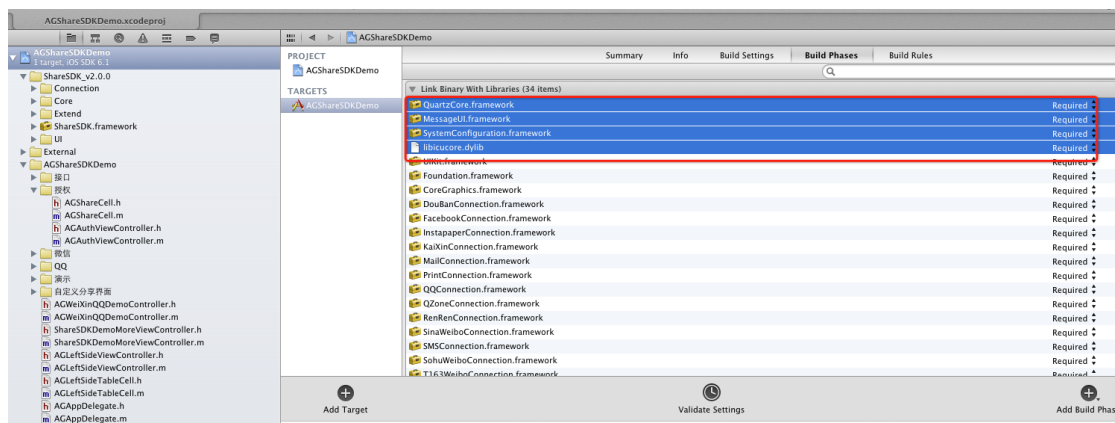 AGShareSDKDemo.xcodeproj
AGShareSDKDemo
AGShareSDKDemo
1 target, iOS SDK 6.1
ShareSDK_v2.0.0
Connection
Core
Extend
ShareSDK.framework
UI
External
AGShareSDKDemo
接口
授权
AGShareCell.h
AGShareCell.m
AGAuthViewController.h
AGAuthViewController.m
微信
QQ
演示
自定义分享界面
AGWeiXinQQDemoController.h
AGWeiXinQQDemoController.m
ShareSDKDemoMoreViewController.h
ShareSDKDemoMoreViewController.m
AGLeftSideViewController.h
AGLeftSideViewController.m
AGLeftSideTableCell.h
AGLeftSideTableCell.m
AGAppDelegate.h
AGAppDelegate.m
PROJECT
AGShareSDKDemo
TARGETS
AGShareSDKDemo
Summary Info Build Settings Build Phases Build Rules
Link Binary With Libraries (34 items)
QuartzCore.framework Required
MessageUI.framework Required
SystemConfiguration.framework Required
libicucore.dylib Required
UIKit.framework Required
Foundation.framework Required
CoreGraphics.framework Required
DouBanConnection.framework Required
FacebookConnection.framework Required
InstapaperConnection.framework Required
KaiXinConnection.framework Required
MailConnection.framework Required
PrintConnection.framework Required
QQConnection.framework Required
QZoneConnection.framework Required
RenRenConnection.framework Required
SinaWeiboConnection.framework Required
SMSConnection.framework Required
SohuWeiboConnection.framework Required
T163WeiboConnection.framework Required
Add Target Validate Settings Add Build Phas